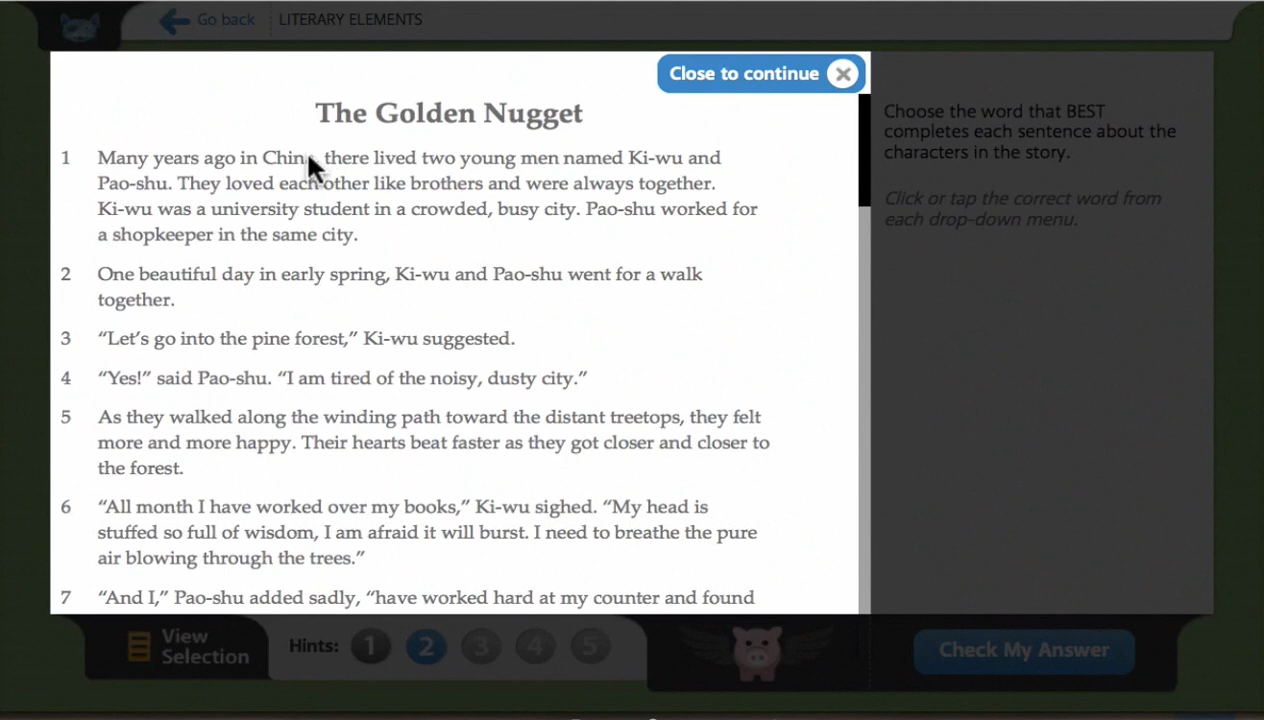 Go back LITERARY ELEMENTS
Close to continue
The Golden Nugget
1 Many years ago in China, there lived two young men named Ki-wu and
Pao-shu. They loved each other like brothers and were always together.
Ki-wu was a university student in a crowded, busy city. Pao-shu worked for
a shopkeeper in the same city.
2 One beautiful day in early spring, Ki-wu and Pao-shu went for a walk
together.
3 “Let’s go into the pine forest,” Ki-wu suggested.
4 “Yes!” said Pao-shu. “I am tired of the noisy, dusty city.”
5 As they walked along the winding path toward the distant treetops, they felt
more and more happy. Their hearts beat faster as they got closer and closer to
the forest.
6 “All month I have worked over my books,” Ki-wu sighed. “My head is
stuffed so full of wisdom, I am afraid it will burst. I need to breathe the pure
air blowing through the trees.”
7 “And I,” Pao-shu added sadly, “have worked hard at my counter and found
Choose the word that BEST
completes each sentence about the
characters in the story.
Click or tap the correct word from
each drop-down menu.
View
Selection
Hints: 1 2 3 4 5
Check My Answer